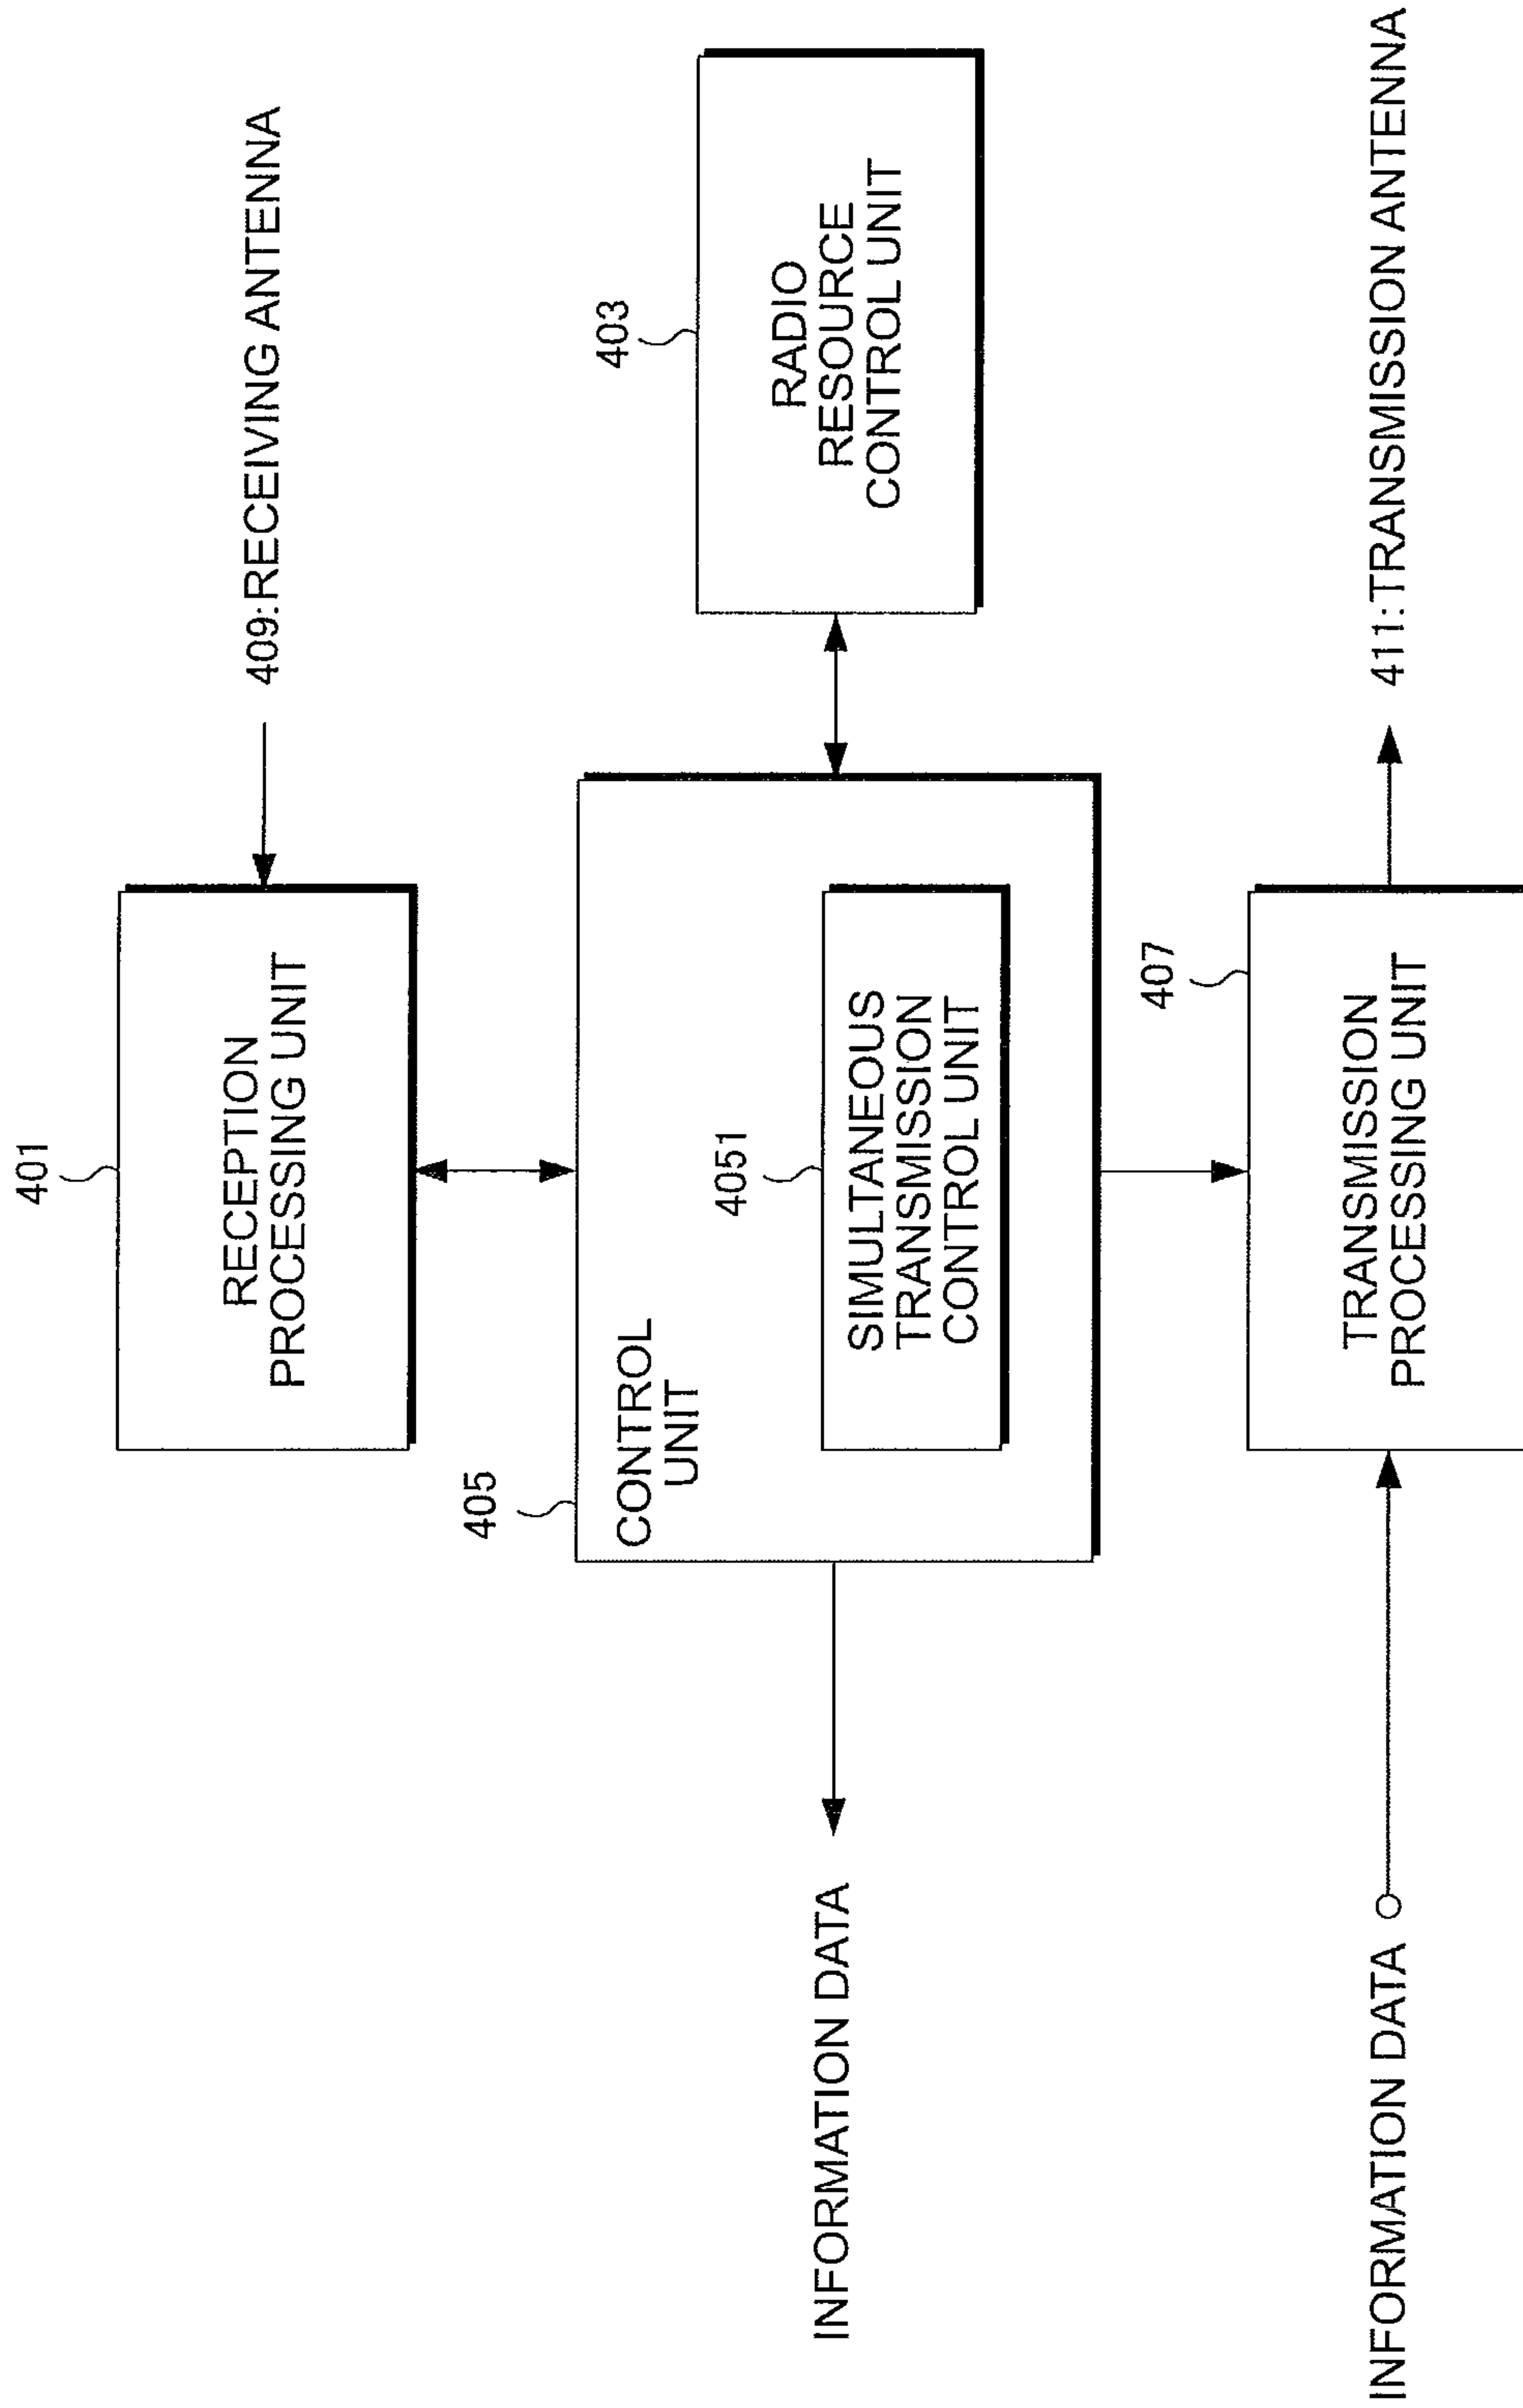 401
RECEPTION
PROCESSING UNIT
409:RECEIVING ANTENNA
405
CONTROL
UNIT
4051
SIMULTANEOUS
TRANSMISSION
CONTROL UNIT
403
RADIO
RESOURCE
CONTROL UNIT
INFORMATION DATA
407
TRANSMISSION
PROCESSING UNIT
INFORMATION DATA
411:TRANSMISSION ANTENNA